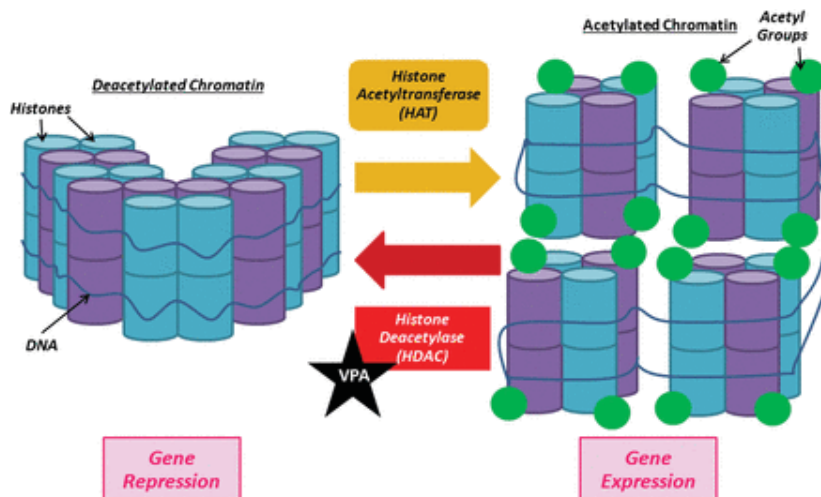 Acetylated Chromatin
Acetyl
Groups
Deacetylated Chromatin
Histones
Histone
Acetyltransferase
(HAT)
DNA
Histone
Deacetylase
(HDAC)
VPA
Gene
Repression
Gene
Expression